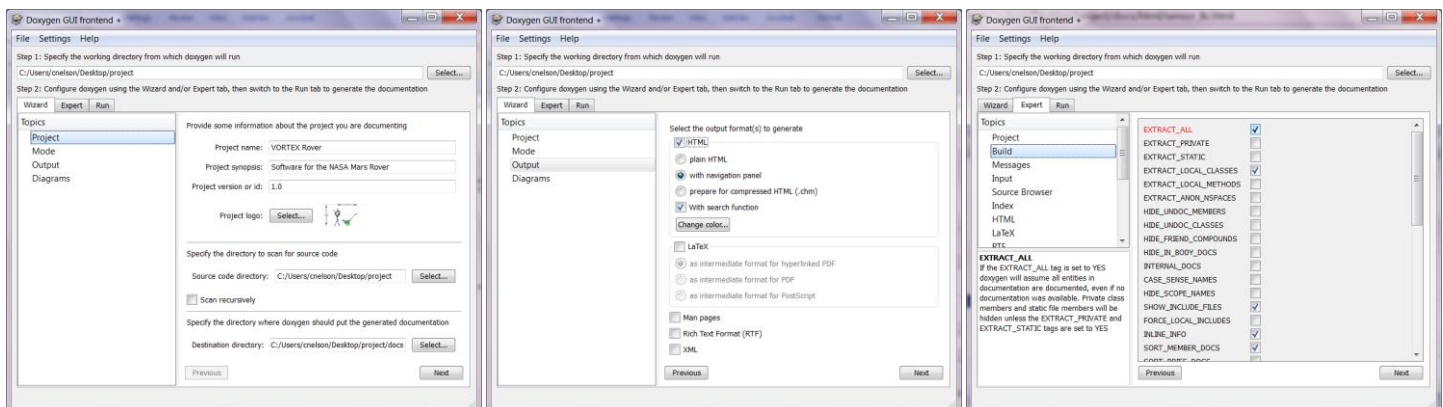 Doxygen GUI frontend +
File Settings Help
Step 1: Specify the working directory from which doxygen will run
C:/Users/cnelson/Desktop/project
Select...
Step 2: Configure doxygen using the Wizard and/or Expert tab, then switch to the Run tab to generate the documentation
Wizard Expert Run
Topics
Project
Mode
Output
Diagrams
Provide some information about the project you are documenting
Project name: VORTEX Rover
Project synopsis: Software for the NASA Mars Rover
Project version or id: 1.0
Project logo: Select...
Specify the directory to scan for source code
Source code directory: C:/Users/cnelson/Desktop/project Select...
Scan recursively
Specify the directory where doxygen should put the generated documentation
Destination directory: C:/Users/cnelson/Desktop/project/docs Select...
Previous Next
Doxygen GUI frontend +
File Settings Help
Step 1: Specify the working directory from which doxygen will run
C:/Users/cnelson/Desktop/project
Select...
Step 2: Configure doxygen using the Wizard and/or Expert tab, then switch to the Run tab to generate the documentation
Wizard Expert Run
Topics
Project
Mode
Output
Diagrams
Select the output format(s) to generate
HTML
plain HTML
with navigation panel
prepare for compressed HTML (.chm)
With search function
Change color...
LaTeX
as intermediate format for hyperlinked PDF
as intermediate format for PDF
as intermediate format for PostScript
Man pages
Rich Text Format (RTF)
XML
Previous Next
Doxygen GUI frontend +
File Settings Help
Step 1: Specify the working directory from which doxygen will run
C:/Users/cnelson/Desktop/project
Select...
Step 2: Configure doxygen using the Wizard and/or Expert tab, then switch to the Run tab to generate the documentation
Wizard Expert Run
Topics
Project
Build
Messages
Input
Source Browser
Index
HTML
LaTeX
RTF
EXTRACT_ALL
If the EXTRACT_ALL tag is set to YES
doxygen will assume all entities in
documentation are documented, even if no
documentation was available. Private class
members and static file members will be
hidden unless the EXTRACT_PRIVATE and
EXTRACT_STATIC tags are set to YES
EXTRACT_ALL
EXTRACT_PRIVATE
EXTRACT_STATIC
EXTRACT_LOCAL_CLASSES
EXTRACT_LOCAL_METHODS
EXTRACT_ANON_NSPACES
HIDE_UNDOC_MEMBERS
HIDE_UNDOC_CLASSES
HIDE_FRIEND_COMPOUNDS
HIDE_IN_BODY_DOCS
INTERNAL_DOCS
CASE_SENSE_NAMES
HIDE_SCOPE_NAMES
SHOW_INCLUDE_FILES
FORCE_LOCAL_INCLUDES
INLINE_INFO
SORT_MEMBER_DOCS
SORT_BRIEF_DOCS
Previous Next